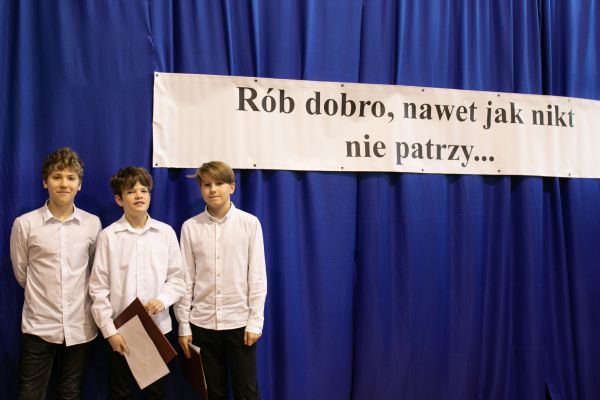 Rób dobro, nawet jak nikt
nie patrzy...